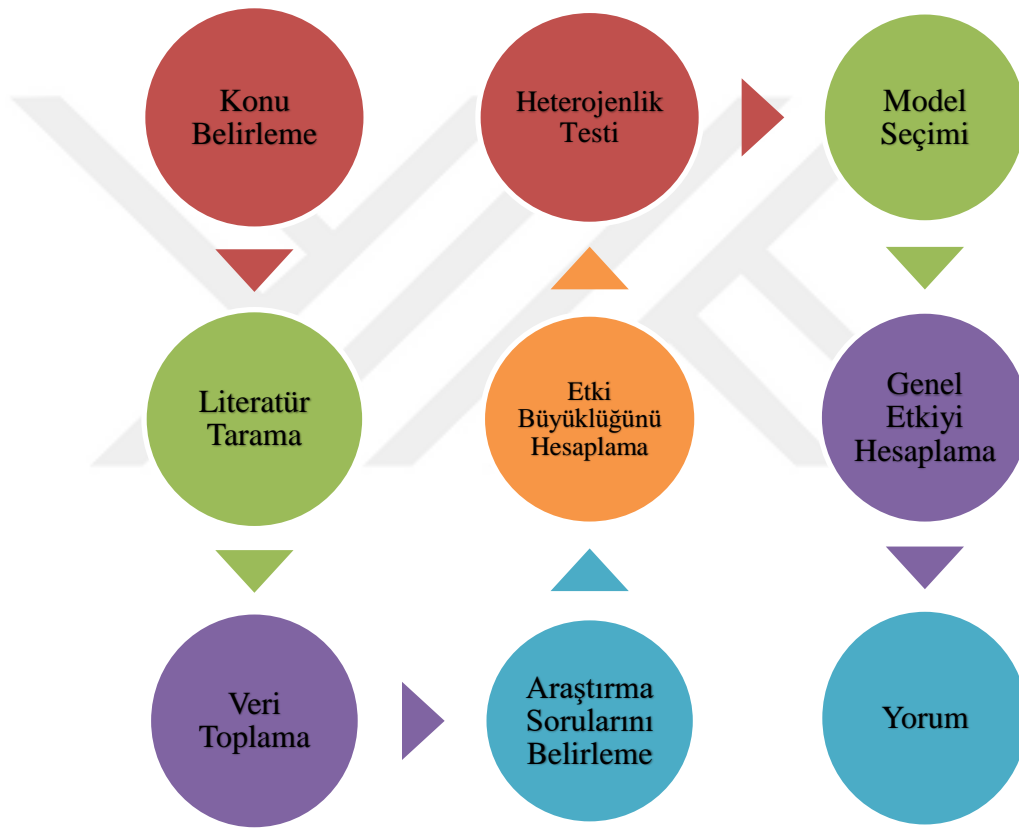 Konu
Belirleme
Literatür
Tarama
Veri
Toplama
Araştırma
Sorularını
Belirleme
Etki
Büyüklüğünü
Hesaplama
Heterojenlik
Testi
Model
Seçimi
Genel
Etkiyi
Hesaplama
Yorum